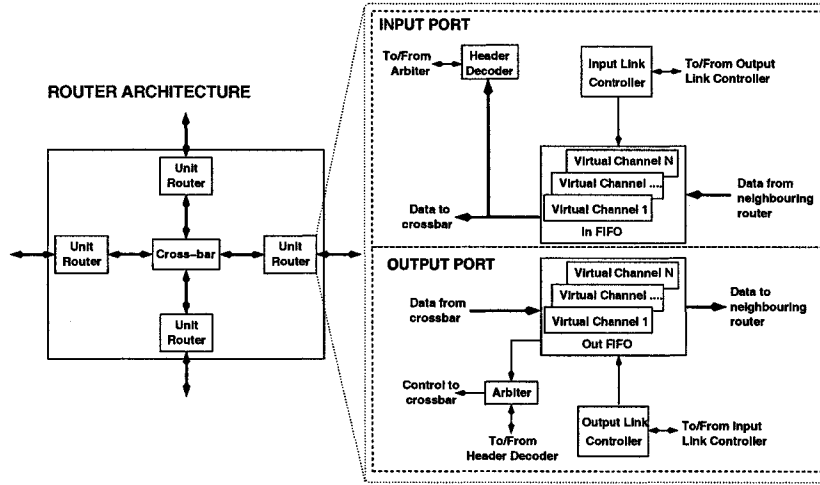 ROUTER ARCHITECTURE
Unit
Router
Unit
Router
Cross-bar
Unit
Router
Unit
Router
INPUT PORT
To/From
Arbiter
Header
Decoder
Input Link
Controller
To/From Output
Link Controller
Virtual Channel N
Virtual Channel ....
Virtual Channel 1
In FIFO
Data to
crossbar
Data from
neighbouring
router
OUTPUT PORT
Data from
crossbar
Virtual Channel N
Virtual Channel ....
Virtual Channel 1
Out FIFO
Data to
neighbouring
router
Control to
crossbar
Arbiter
To/From
Header Decoder
Output Link
Controller
To/From Input
Link Controller